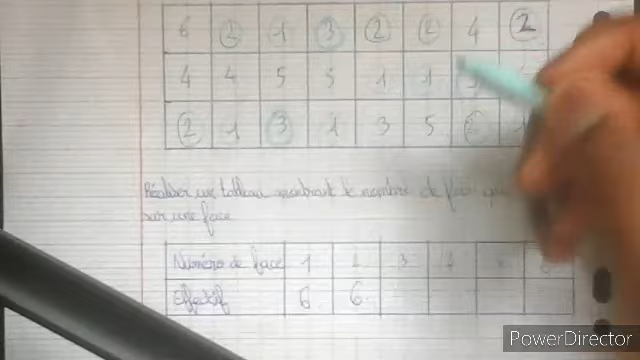 6 2 1 3 2 2 4 2
4 4 5 5 1 1
2 1 3 1 3 5 2 1
Réaliser un tableau montrant le nombre de fois
sur une face
Numéro de face 1 2 3 4
Effectif 6 6
PowerDirector